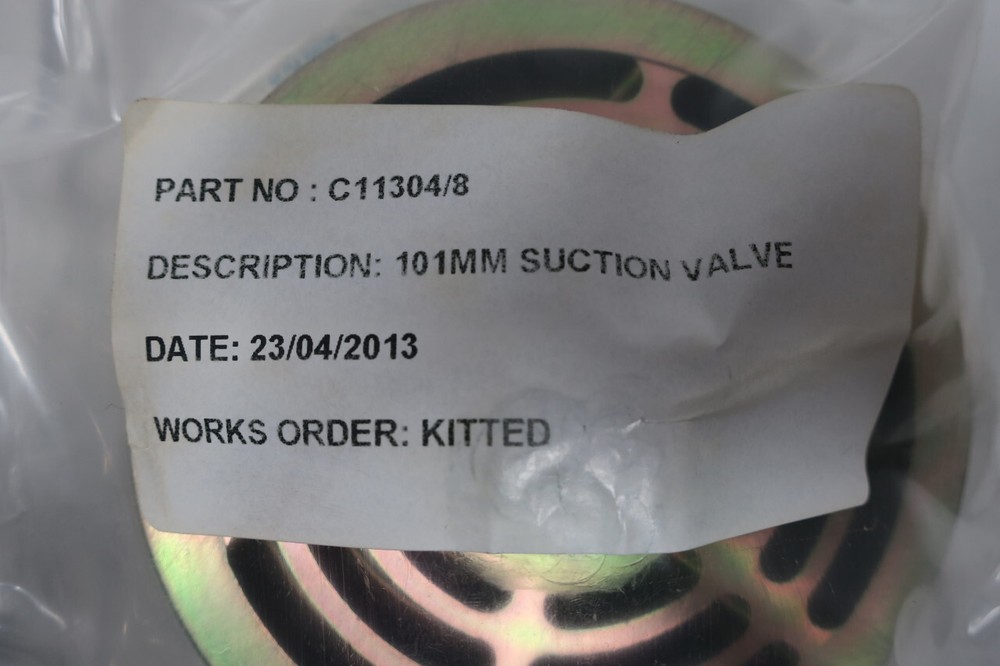 PART NO : C11304/8
DESCRIPTION: 101MM SUCTION VALVE
DATE: 23/04/2013
WORKS ORDER: KITTED